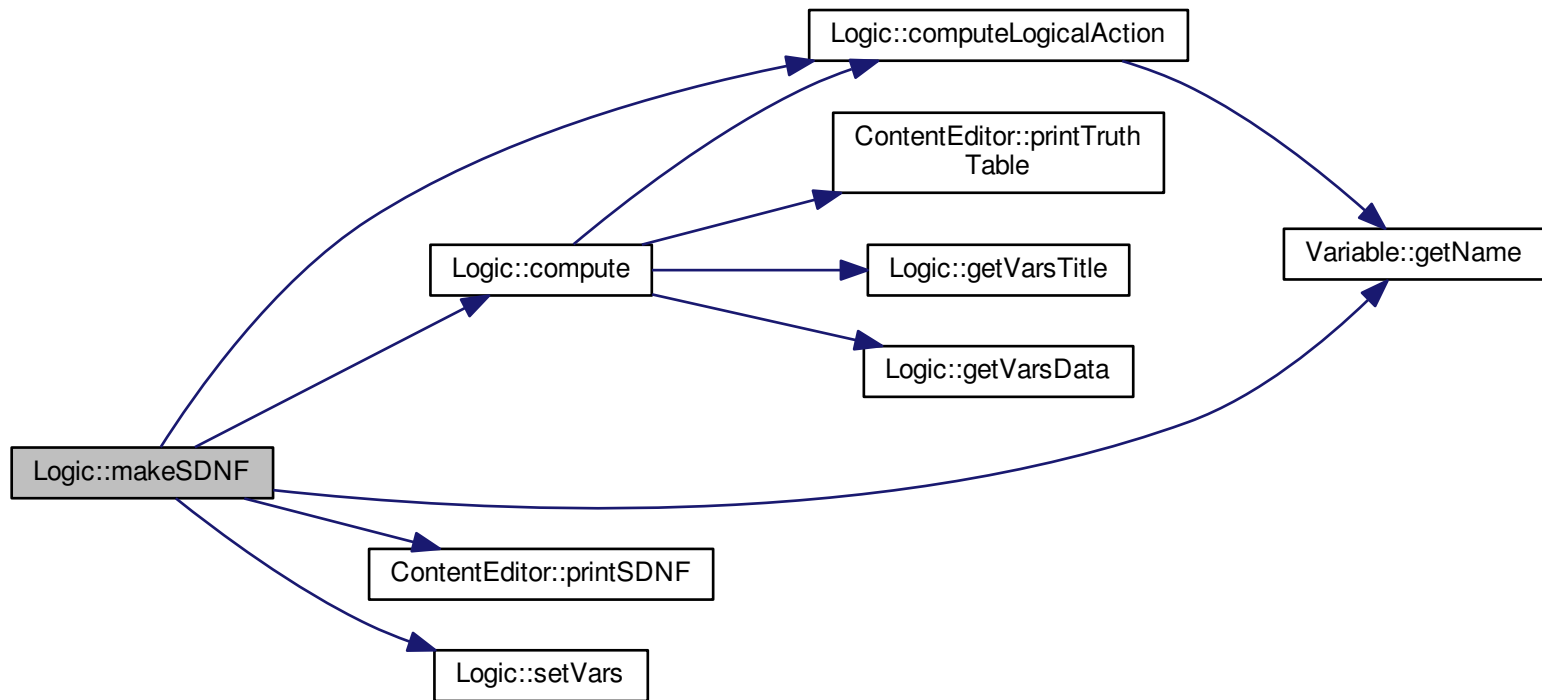 Logic::computeLogicalAction
ContentEditor::printTruth
Table
Variable::getName
Logic::compute
Logic::getVarsTitle
Logic::getVarsData
Logic::makeSDNF
ContentEditor::printSDNF
Logic::setVars